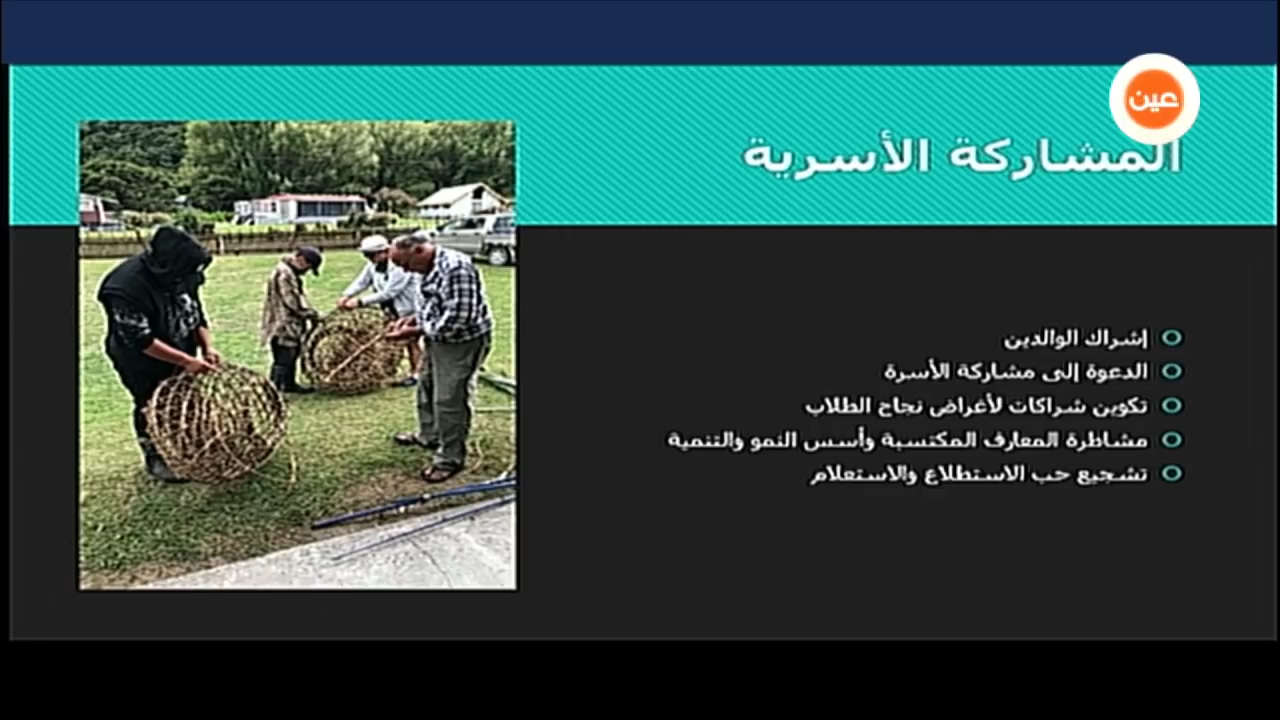 عين
المشاركة الأسرية
إشراك الوالدين
الدعوة إلى مشاركة الأسرة
تكوين شراكات لأغراض نجاح الطلاب
مشاطرة المعارف المكتسبة وأسس النمو والتنمية
تشجيع حب الاستطلاع والاستعلام